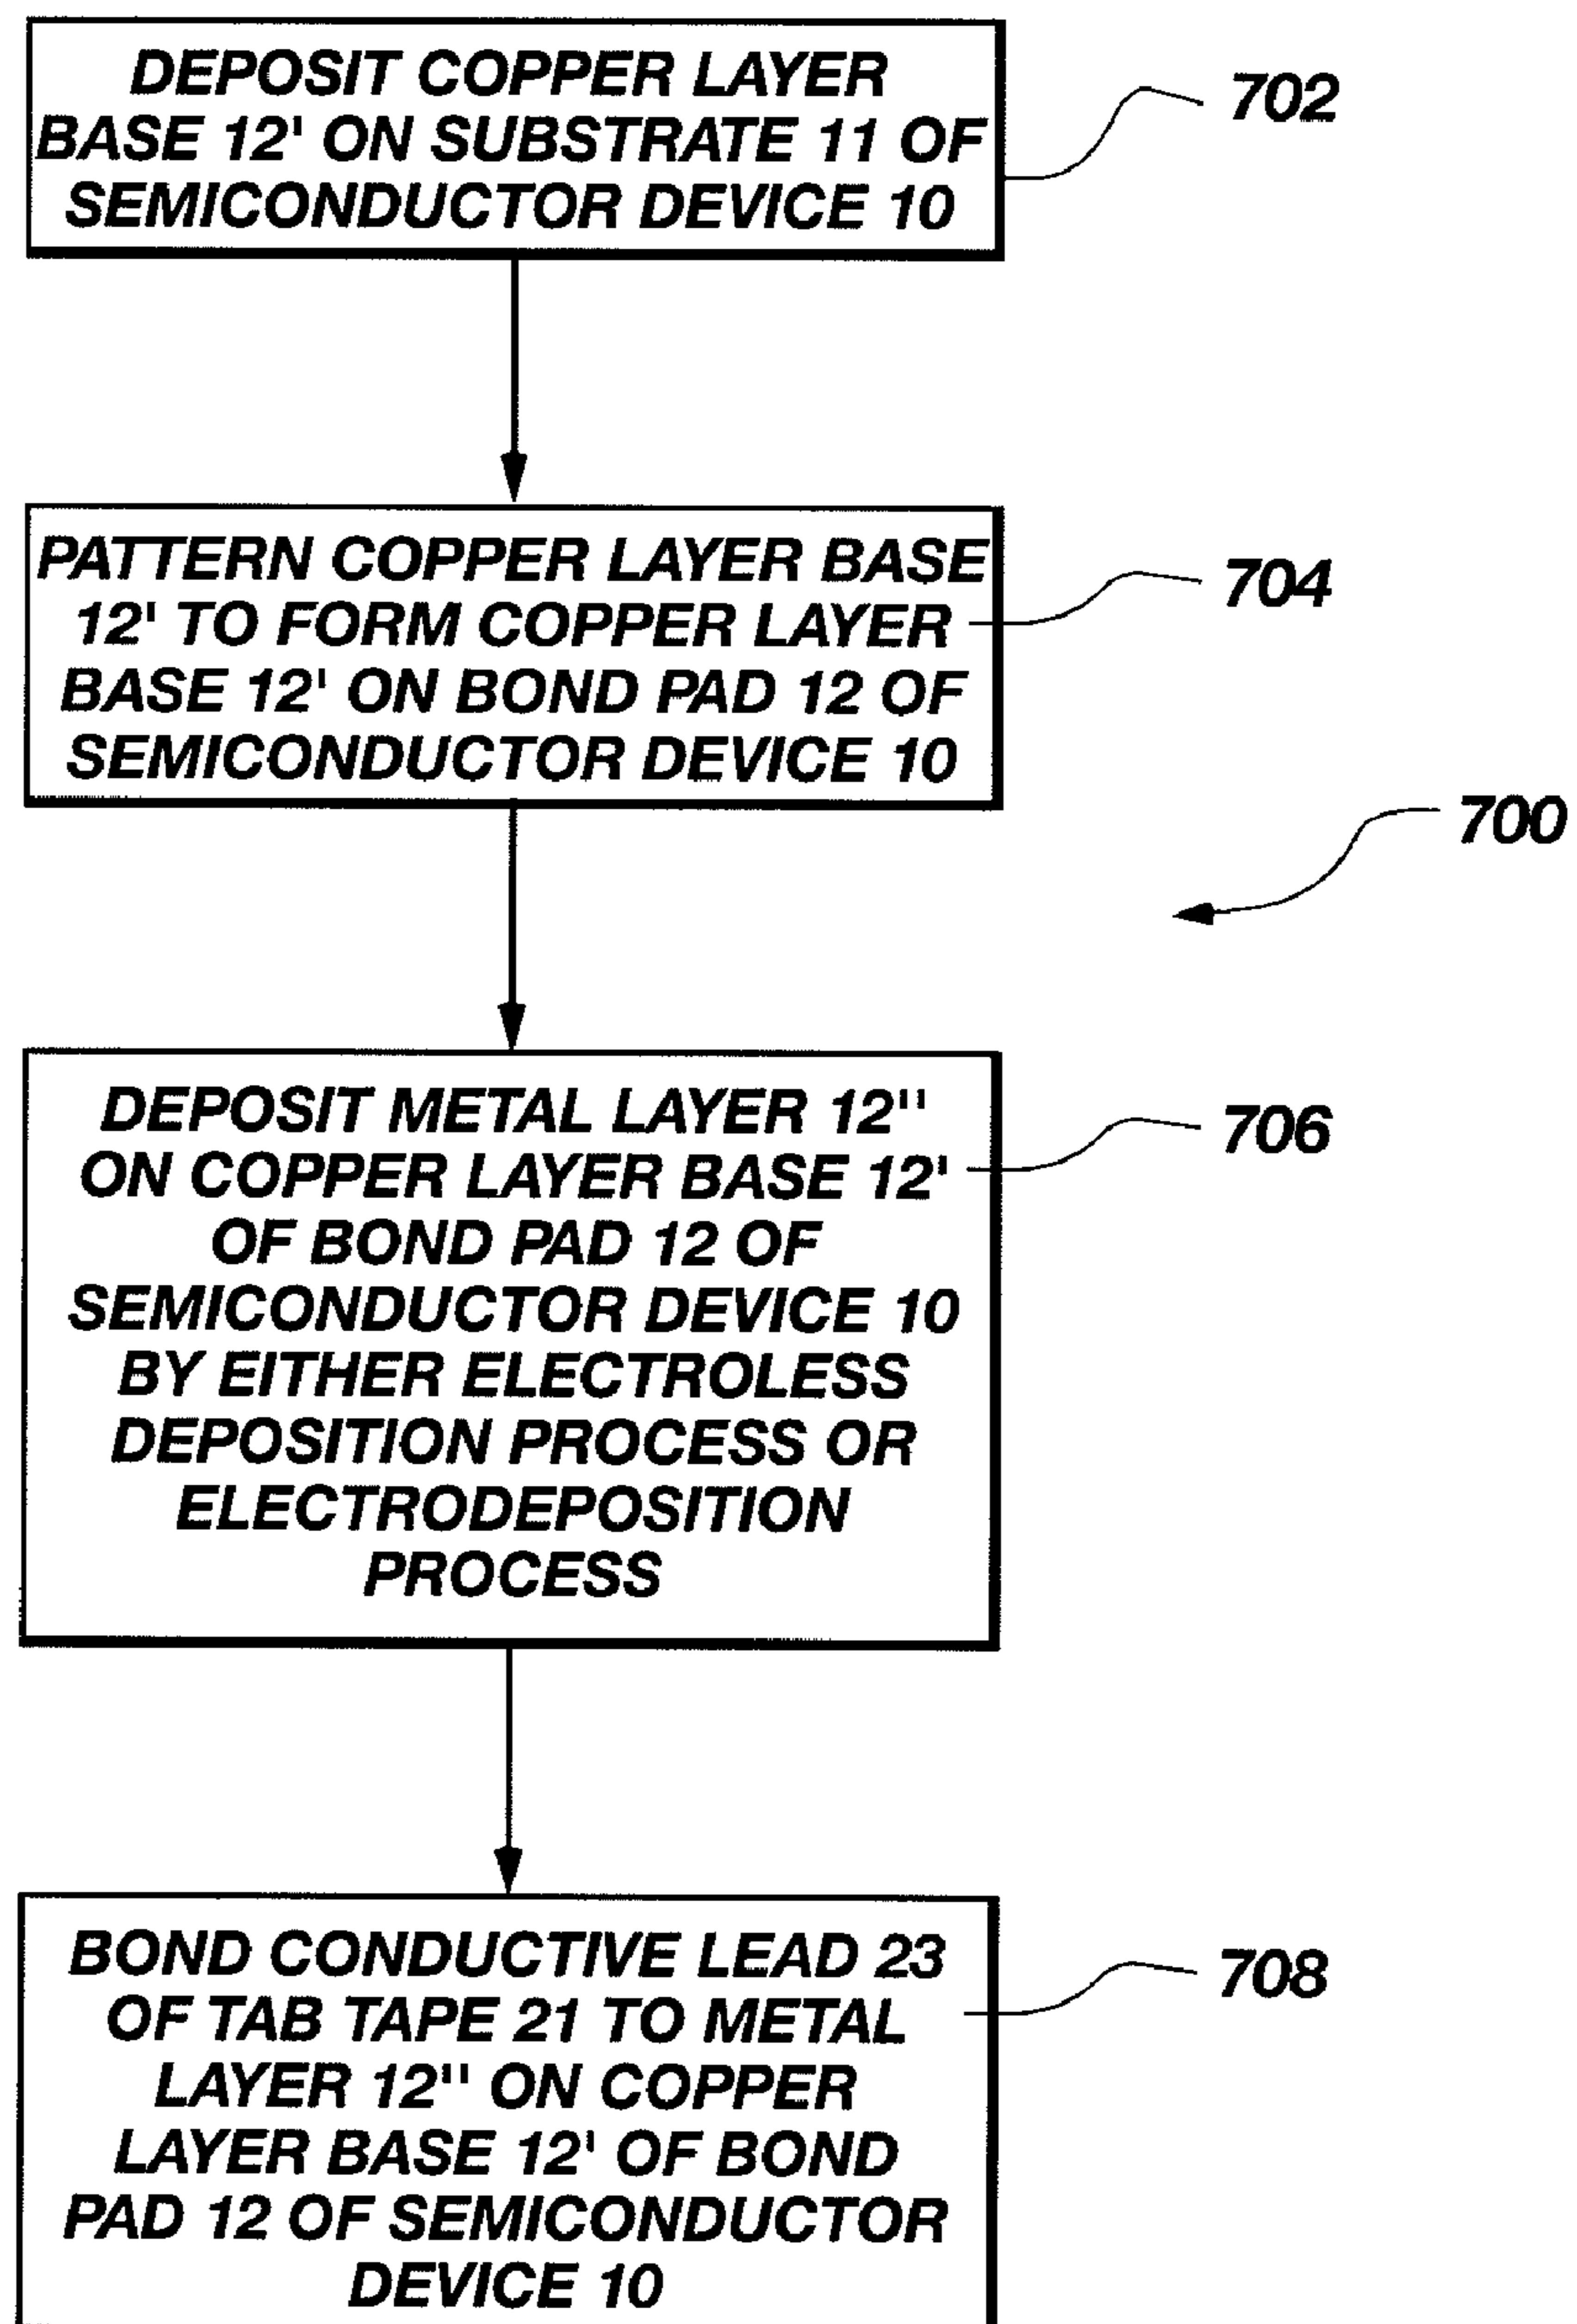 DEPOSIT COPPER LAYER
BASE 12' ON SUBSTRATE 11 OF
SEMICONDUCTOR DEVICE 10
702
PATTERN COPPER LAYER BASE
12' TO FORM COPPER LAYER
BASE 12' ON BOND PAD 12 OF
SEMICONDUCTOR DEVICE 10
704
700
DEPOSIT METAL LAYER 12"
ON COPPER LAYER BASE 12'
OF BOND PAD 12 OF
SEMICONDUCTOR DEVICE 10
BY EITHER ELECTROLESS
DEPOSITION PROCESS OR
ELECTRODEPOSITION
PROCESS
706
BOND CONDUCTIVE LEAD 23
OF TAB TAPE 21 TO METAL
LAYER 12" ON COPPER
LAYER BASE 12' OF BOND
PAD 12 OF SEMICONDUCTOR
DEVICE 10
708